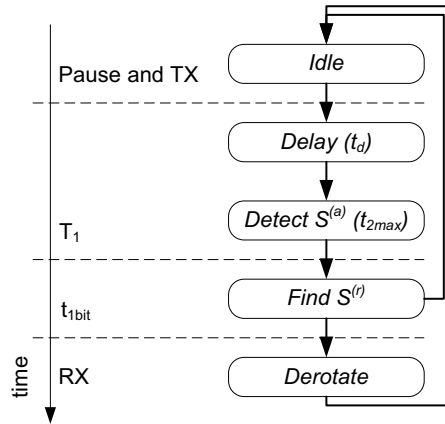 Idle
Pause and TX
Delay (t_d)
Detect S^(a) (t_2max)
T_1
Find S^(r)
t_1bit
RX
Derotate
time